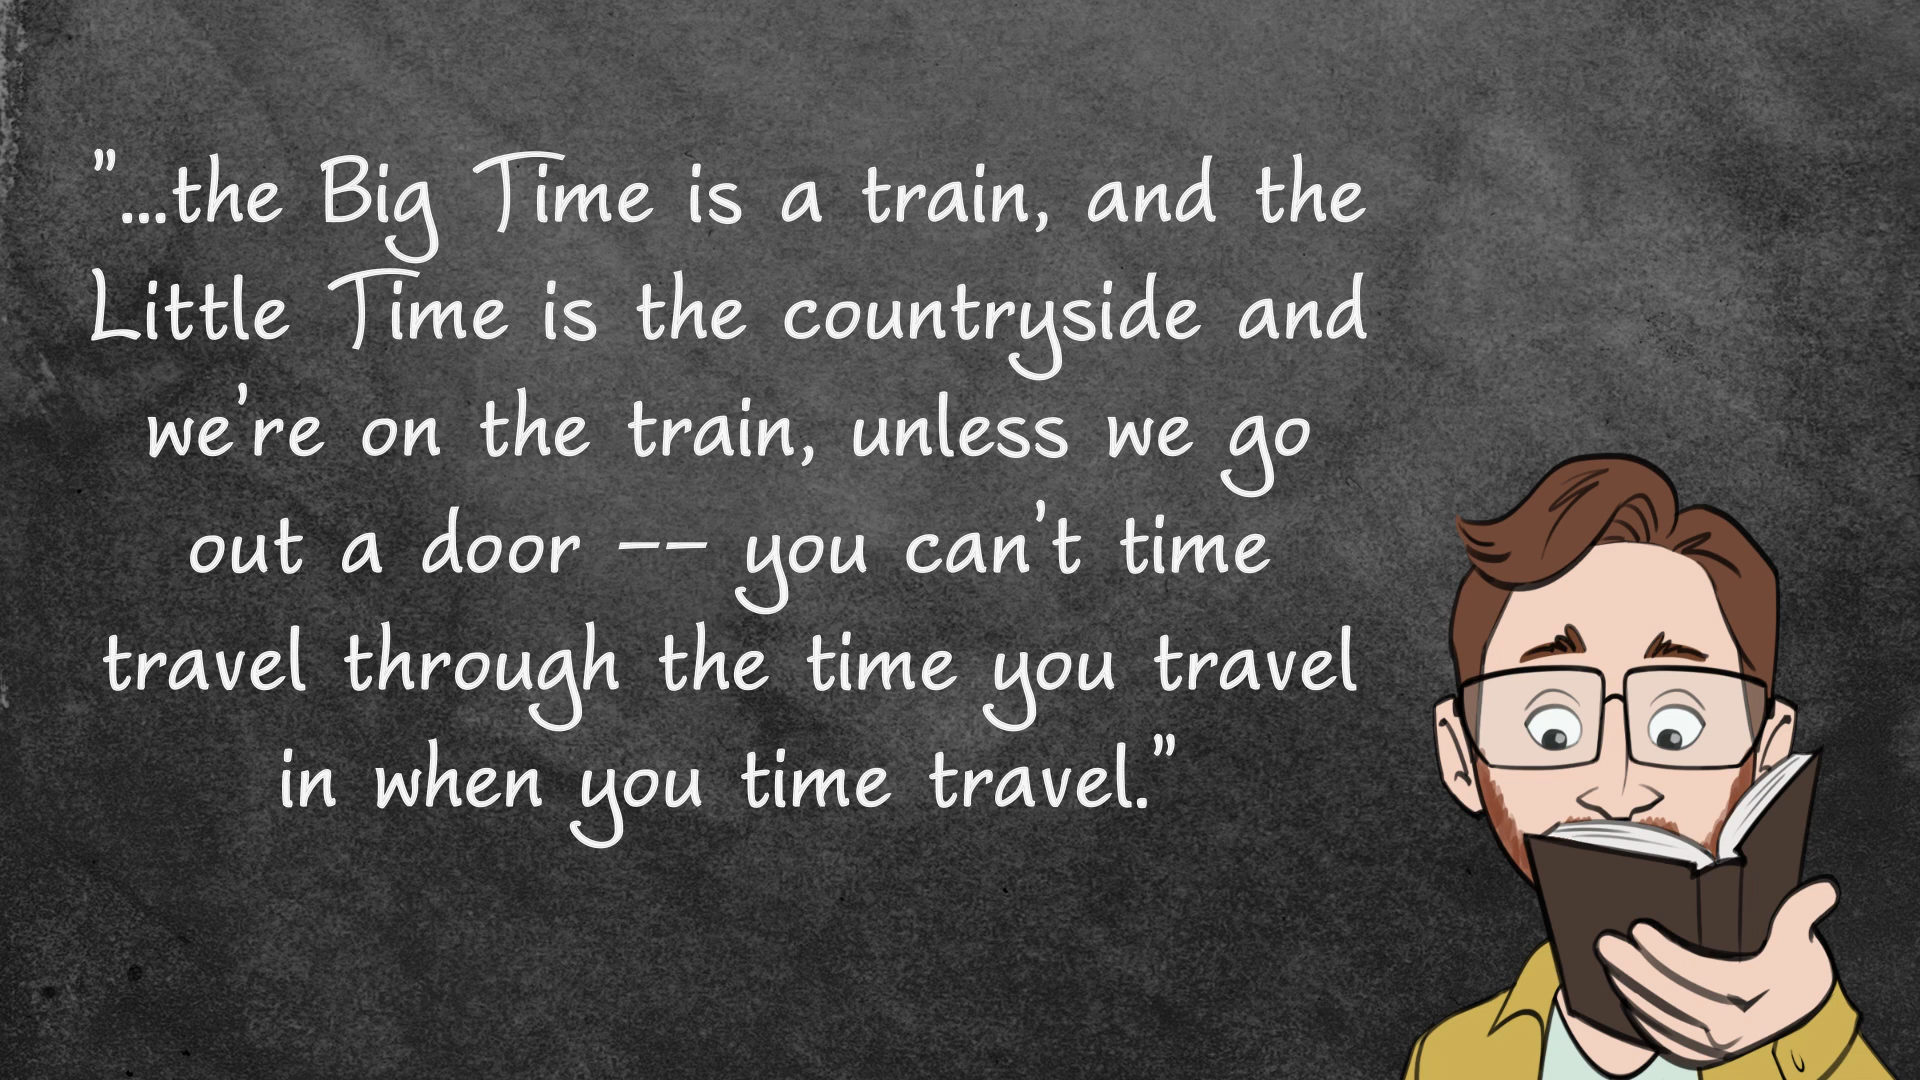 "...the Big Time is a train, and the
Little Time is the countryside and
we're on the train, unless we go
out a door -- you can't time
travel through the time you travel
in when you time travel."